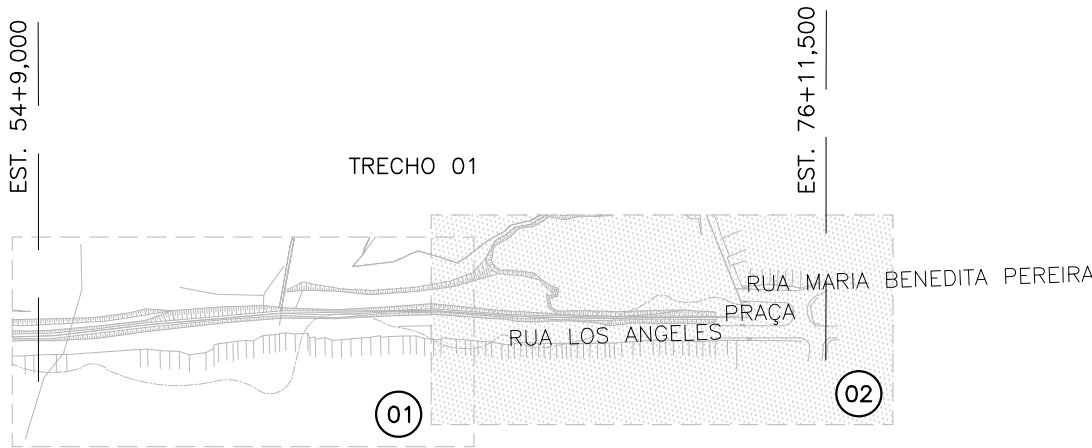 EST. 54+9,000
EST. 76+11,500
TRECHO 01
RUA MARIA BENEDITA PEREIRA
PRAÇA
RUA LOS ANGELES
01
02